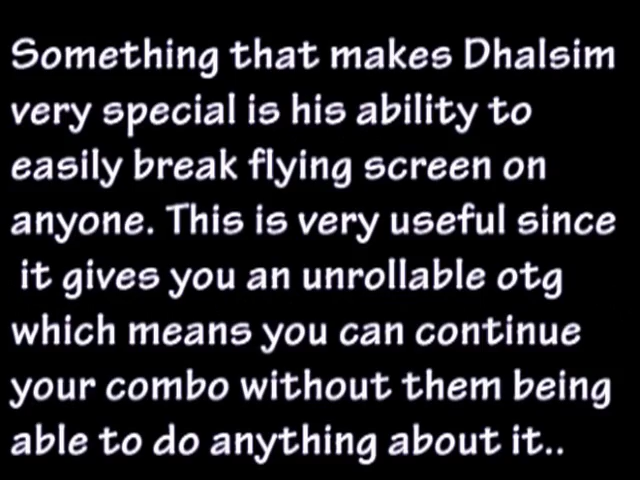 Something that makes Dhalsim
very special is his ability to
easily break flying screen on
anyone. This is very useful since
it gives you an unrollable otg
which means you can continue
your combo without them being
able to do anything about it..